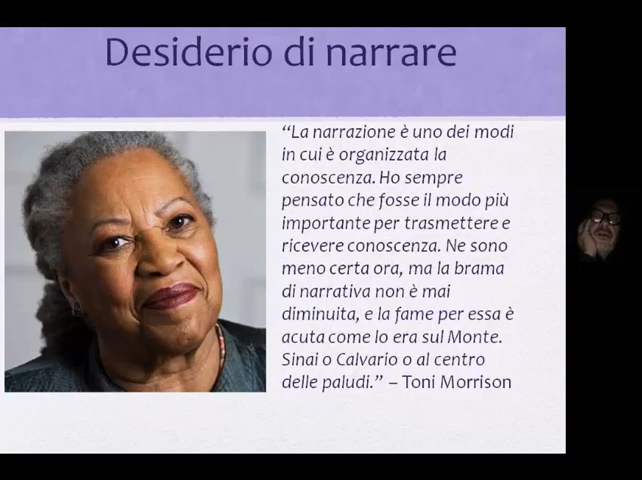 Desiderio di narrare
“La narrazione è uno dei modi
in cui è organizzata la
conoscenza. Ho sempre
pensato che fosse il modo più
importante per trasmettere e
ricevere conoscenza. Ne sono
meno certa ora, ma la brama
di narrativa non è mai
diminuita, e la fame per essa è
acuta come lo era sul Monte.
Sinai o Calvario o al centro
delle paludi.” – Toni Morrison